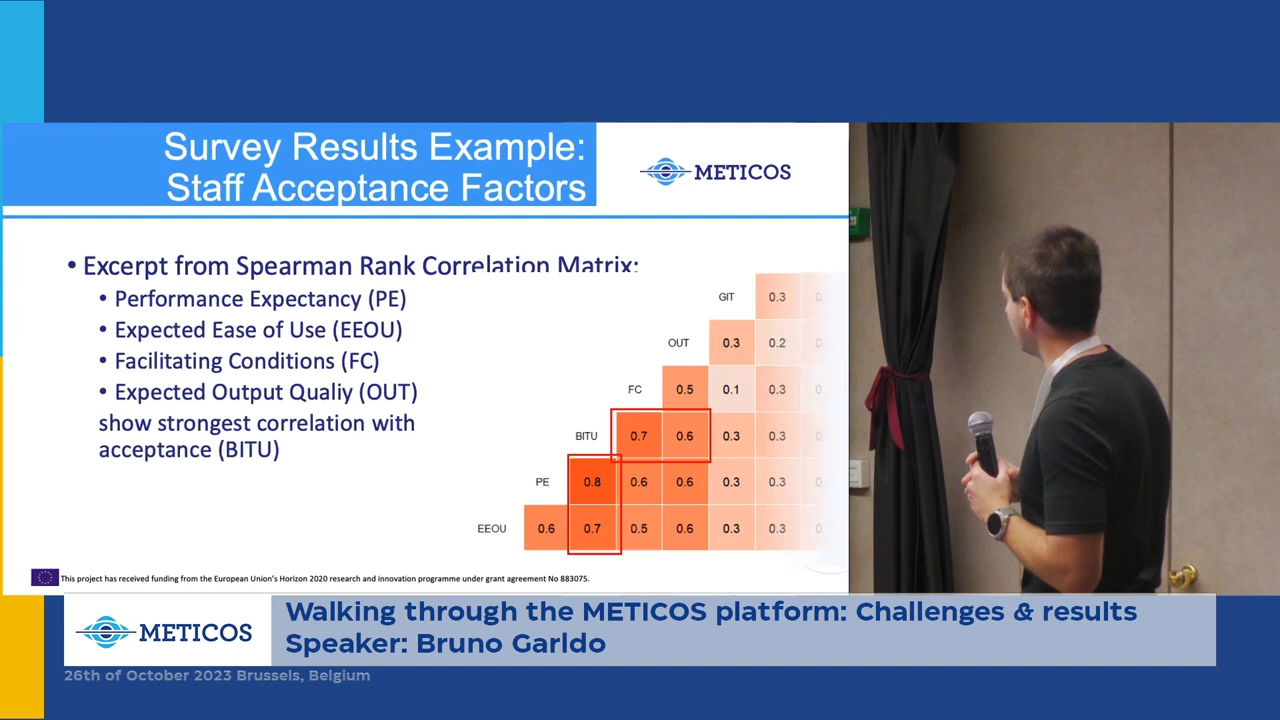 Survey Results Example:
Staff Acceptance Factors
METICOS
• Excerpt from Spearman Rank Correlation Matrix:
• Performance Expectancy (PE)
• Expected Ease of Use (EEOU)
• Facilitating Conditions (FC)
• Expected Output Qualiy (OUT)
show strongest correlation with
acceptance (BITU)
GIT 0.3
OUT 0.3 0.2
FC 0.5 0.1 0.3
BITU 0.7 0.6 0.3 0.3
PE 0.8 0.6 0.6 0.3 0.3
EEOU 0.6 0.7 0.5 0.6 0.3 0.3
This project has received funding from the European Union's Horizon 2020 research and innovation programme under grant agreement No 883075.
METICOS
Walking through the METICOS platform: Challenges & results
Speaker: Bruno Garldo
26th of October 2023 Brussels, Belgium